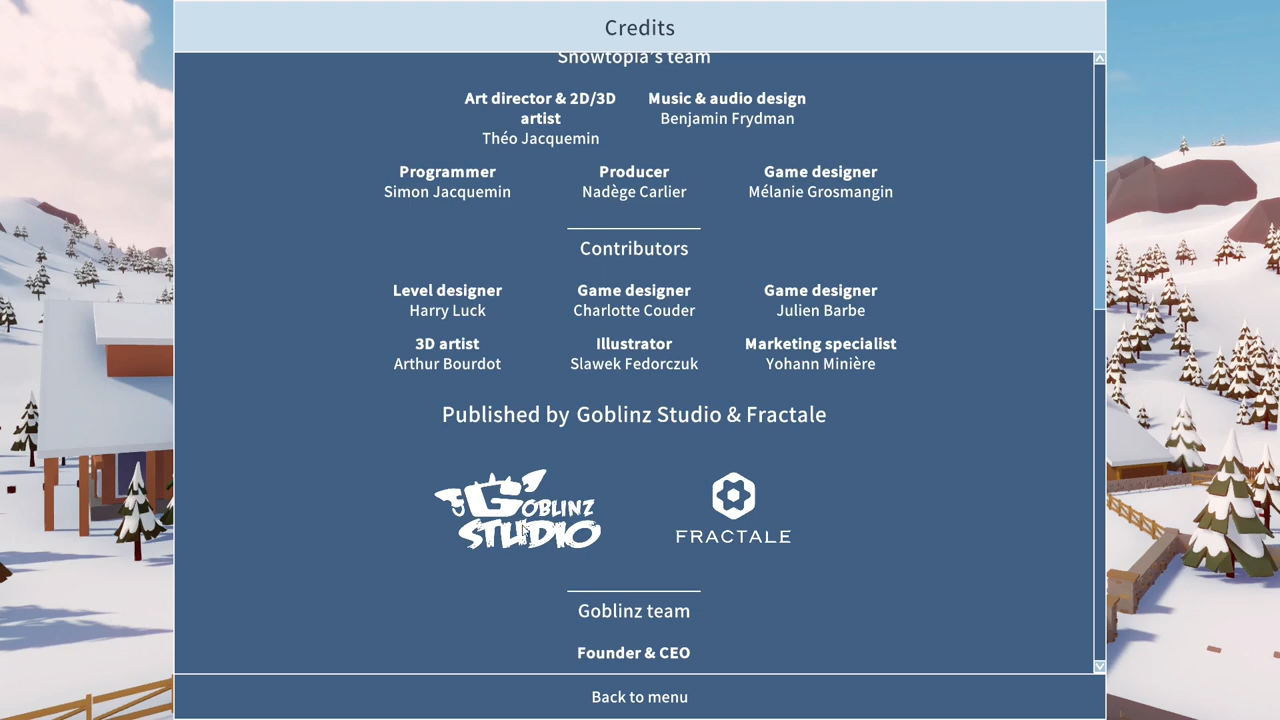 Credits
Snowtopia's team
Art director & 2D/3D
artist
Théo Jacquemin
Music & audio design
Benjamin Frydman
Programmer
Simon Jacquemin
Producer
Nadège Carlier
Game designer
Mélanie Grosmangin
Contributors
Level designer
Harry Luck
Game designer
Charlotte Couder
Game designer
Julien Barbe
3D artist
Arthur Bourdot
Illustrator
Slawek Fedorczuk
Marketing specialist
Yohann Minière
Published by Goblinz Studio & Fractale
GOBLINZ
STUDIO
FRACTALE
Goblinz team
Founder & CEO
Back to menu